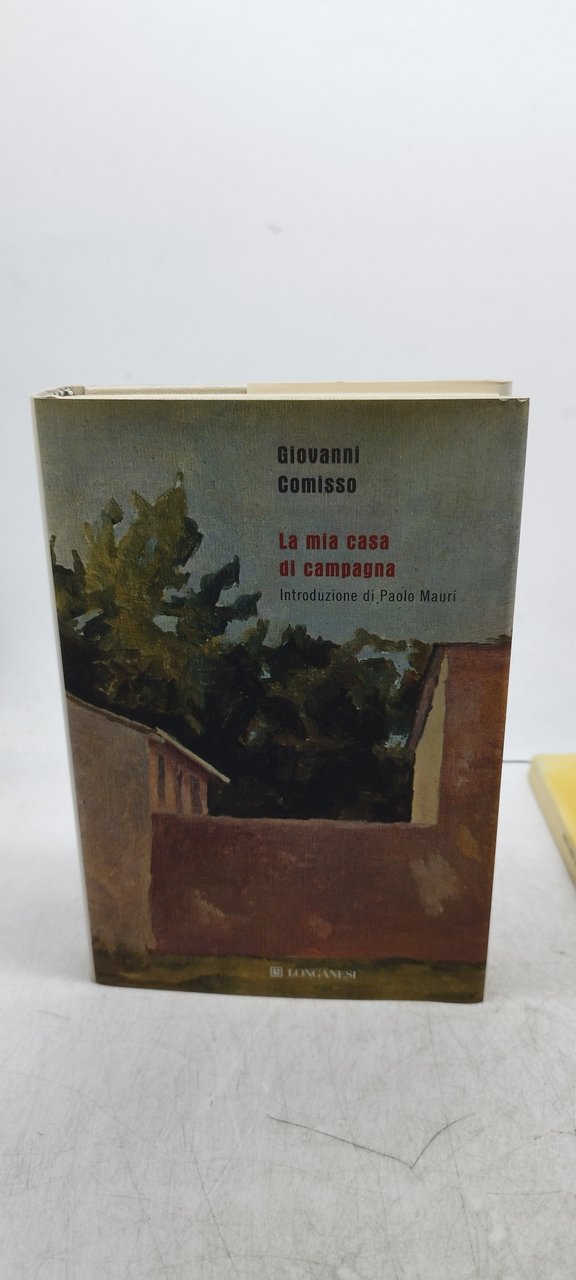 Giovanni
Comisso
La mia casa
di campagna
Introduzione di Paolo Mauri
LONGANESI